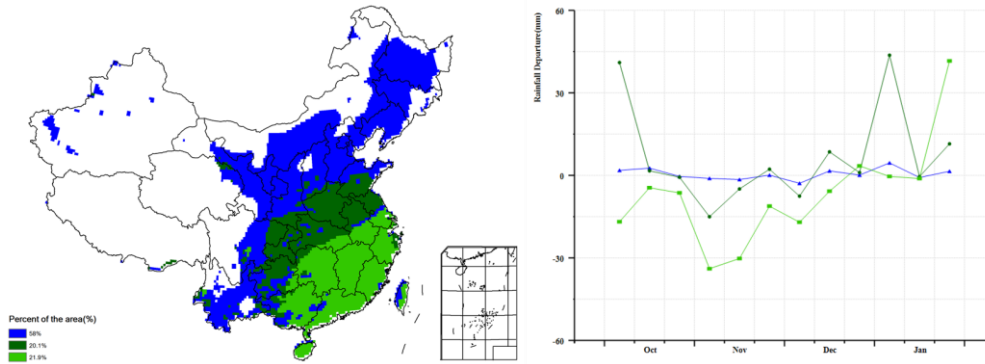 Percent of the area(%)
58%
20.1%
21.9%
Rainfall Departure(mm)
60
30
0
-30
-60
Oct
Nov
Dec
Jan